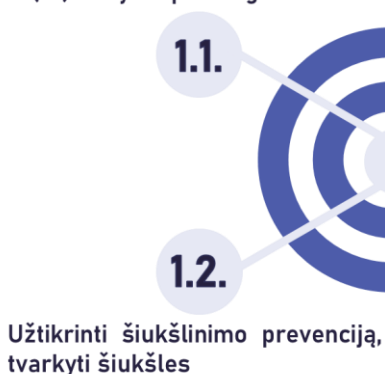 1.1.
1.2.
Užtikrinti šiukšlinimo prevenciją,
tvarkyti šiukšles